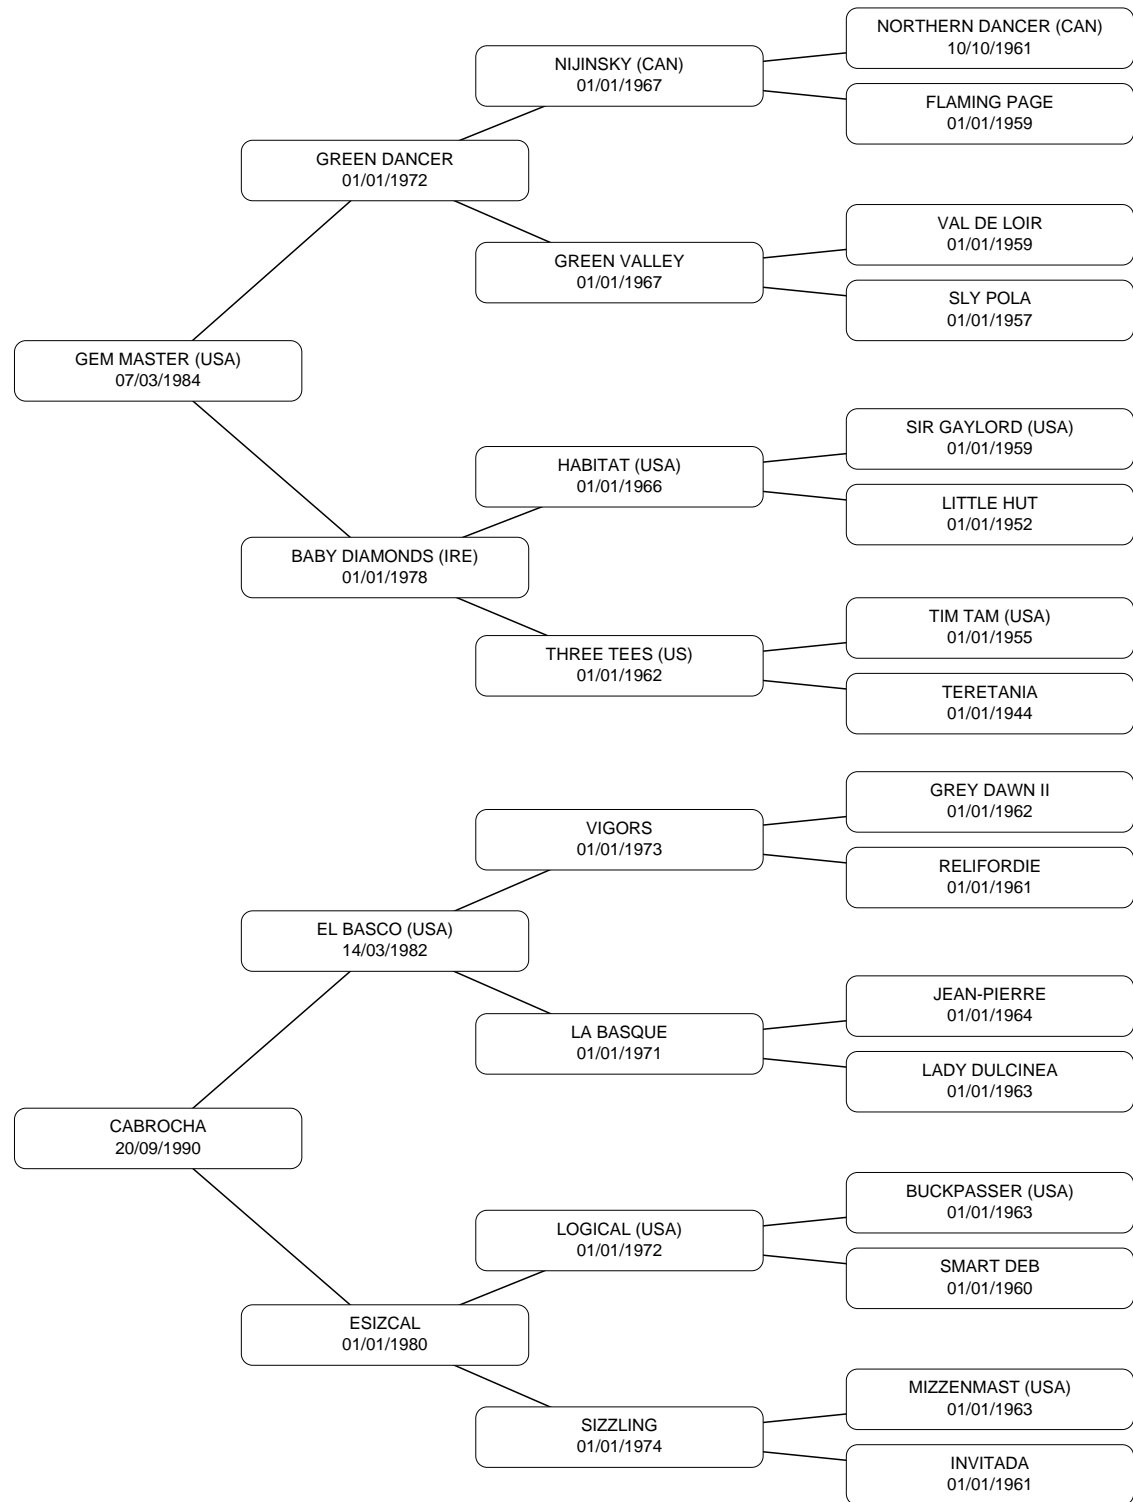 NORTHERN DANCER (CAN)
10/10/1961
NIJINSKY (CAN)
01/01/1967
FLAMING PAGE
01/01/1959
GREEN DANCER
01/01/1972
VAL DE LOIR
01/01/1959
GREEN VALLEY
01/01/1967
SLY POLA
01/01/1957
GEM MASTER (USA)
07/03/1984
SIR GAYLORD (USA)
01/01/1959
HABITAT (USA)
01/01/1966
LITTLE HUT
01/01/1952
BABY DIAMONDS (IRE)
01/01/1978
TIM TAM (USA)
01/01/1955
THREE TEES (US)
01/01/1962
TERETANIA
01/01/1944
GREY DAWN II
01/01/1962
VIGORS
01/01/1973
RELIFORDIE
01/01/1961
EL BASCO (USA)
14/03/1982
JEAN-PIERRE
01/01/1964
LA BASQUE
01/01/1971
LADY DULCINEA
01/01/1963
CABROCHA
20/09/1990
BUCKPASSER (USA)
01/01/1963
LOGICAL (USA)
01/01/1972
SMART DEB
01/01/1960
ESIZCAL
01/01/1980
MIZZENMAST (USA)
01/01/1963
SIZZLING
01/01/1974
INVITADA
01/01/1961